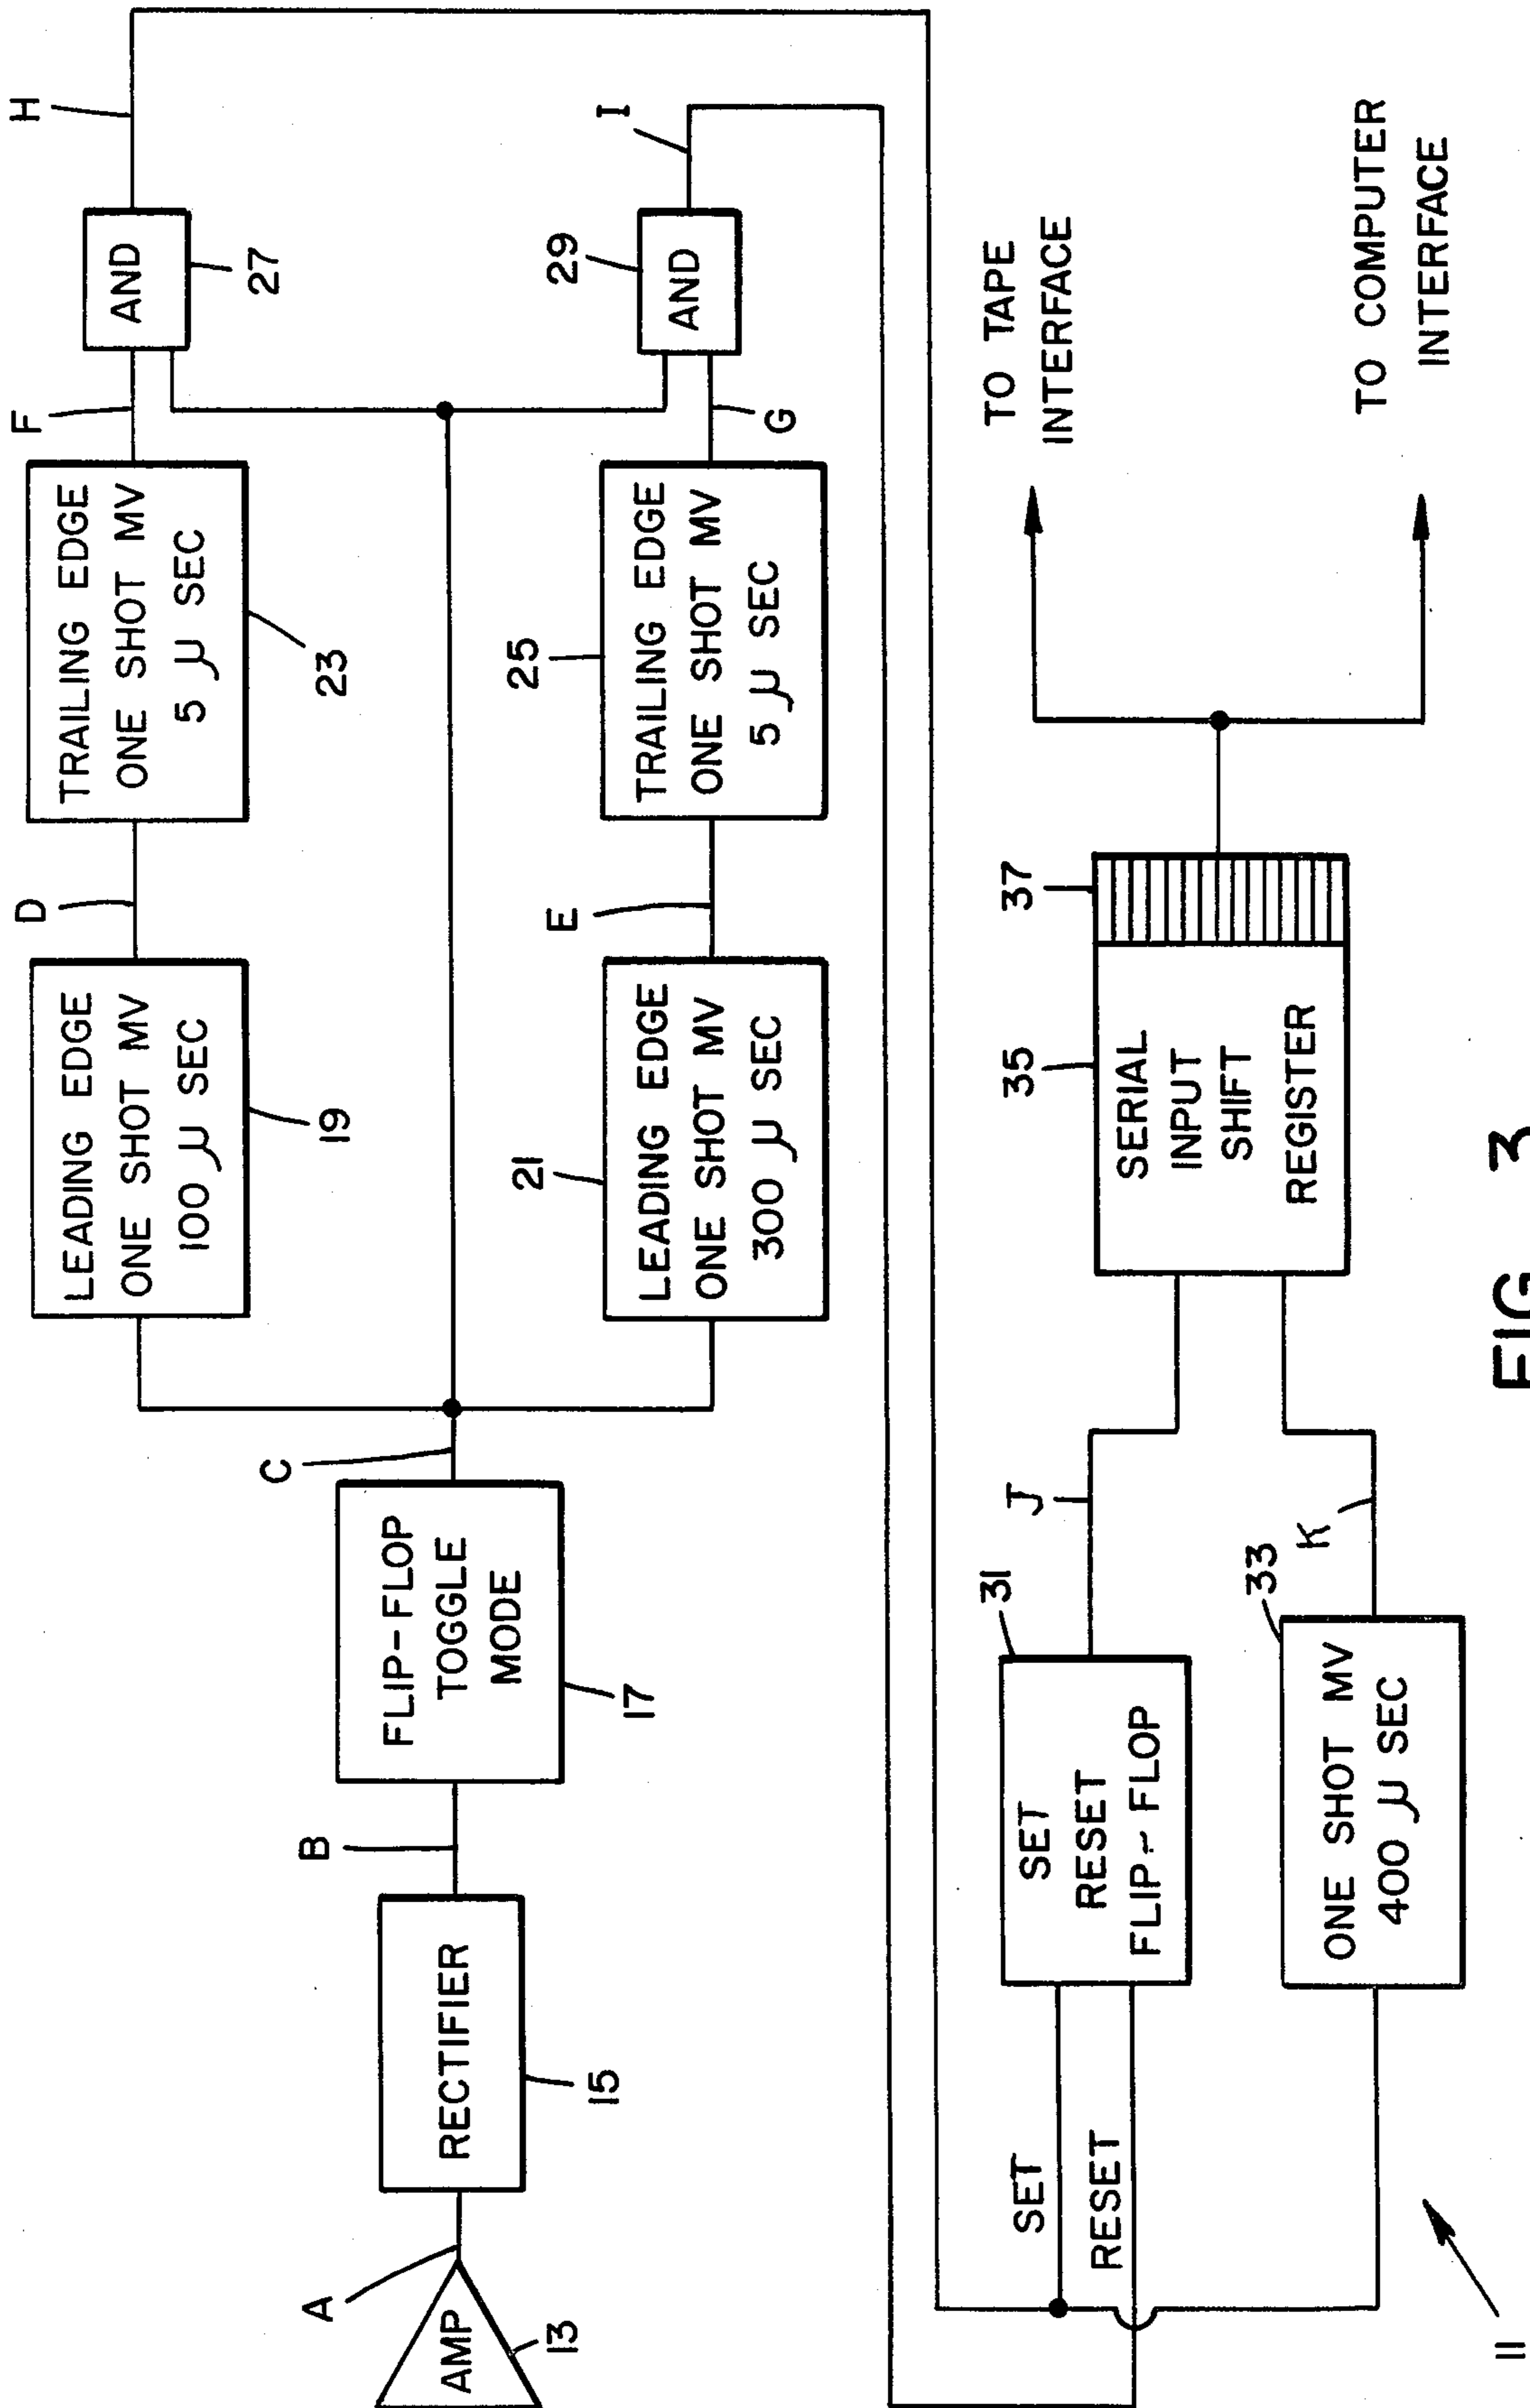 A
AMP
13
RECTIFIER
15
B
FLIP-FLOP
TOGGLE
MODE
17
C
LEADING EDGE
ONE SHOT MV
100 μ SEC
19
D
TRAILING EDGE
ONE SHOT MV
5 μ SEC
23
F
AND
27
H
LEADING EDGE
ONE SHOT MV
300 μ SEC
21
E
TRAILING EDGE
ONE SHOT MV
5 μ SEC
25
G
AND
29
I
SET
RESET
SET
RESET
FLIP-FLOP
31
J
ONE SHOT MV
400 μ SEC
33
K
SERIAL
INPUT
SHIFT
REGISTER
35
37
TO TAPE
INTERFACE
TO COMPUTER
INTERFACE
11
FIG. 3